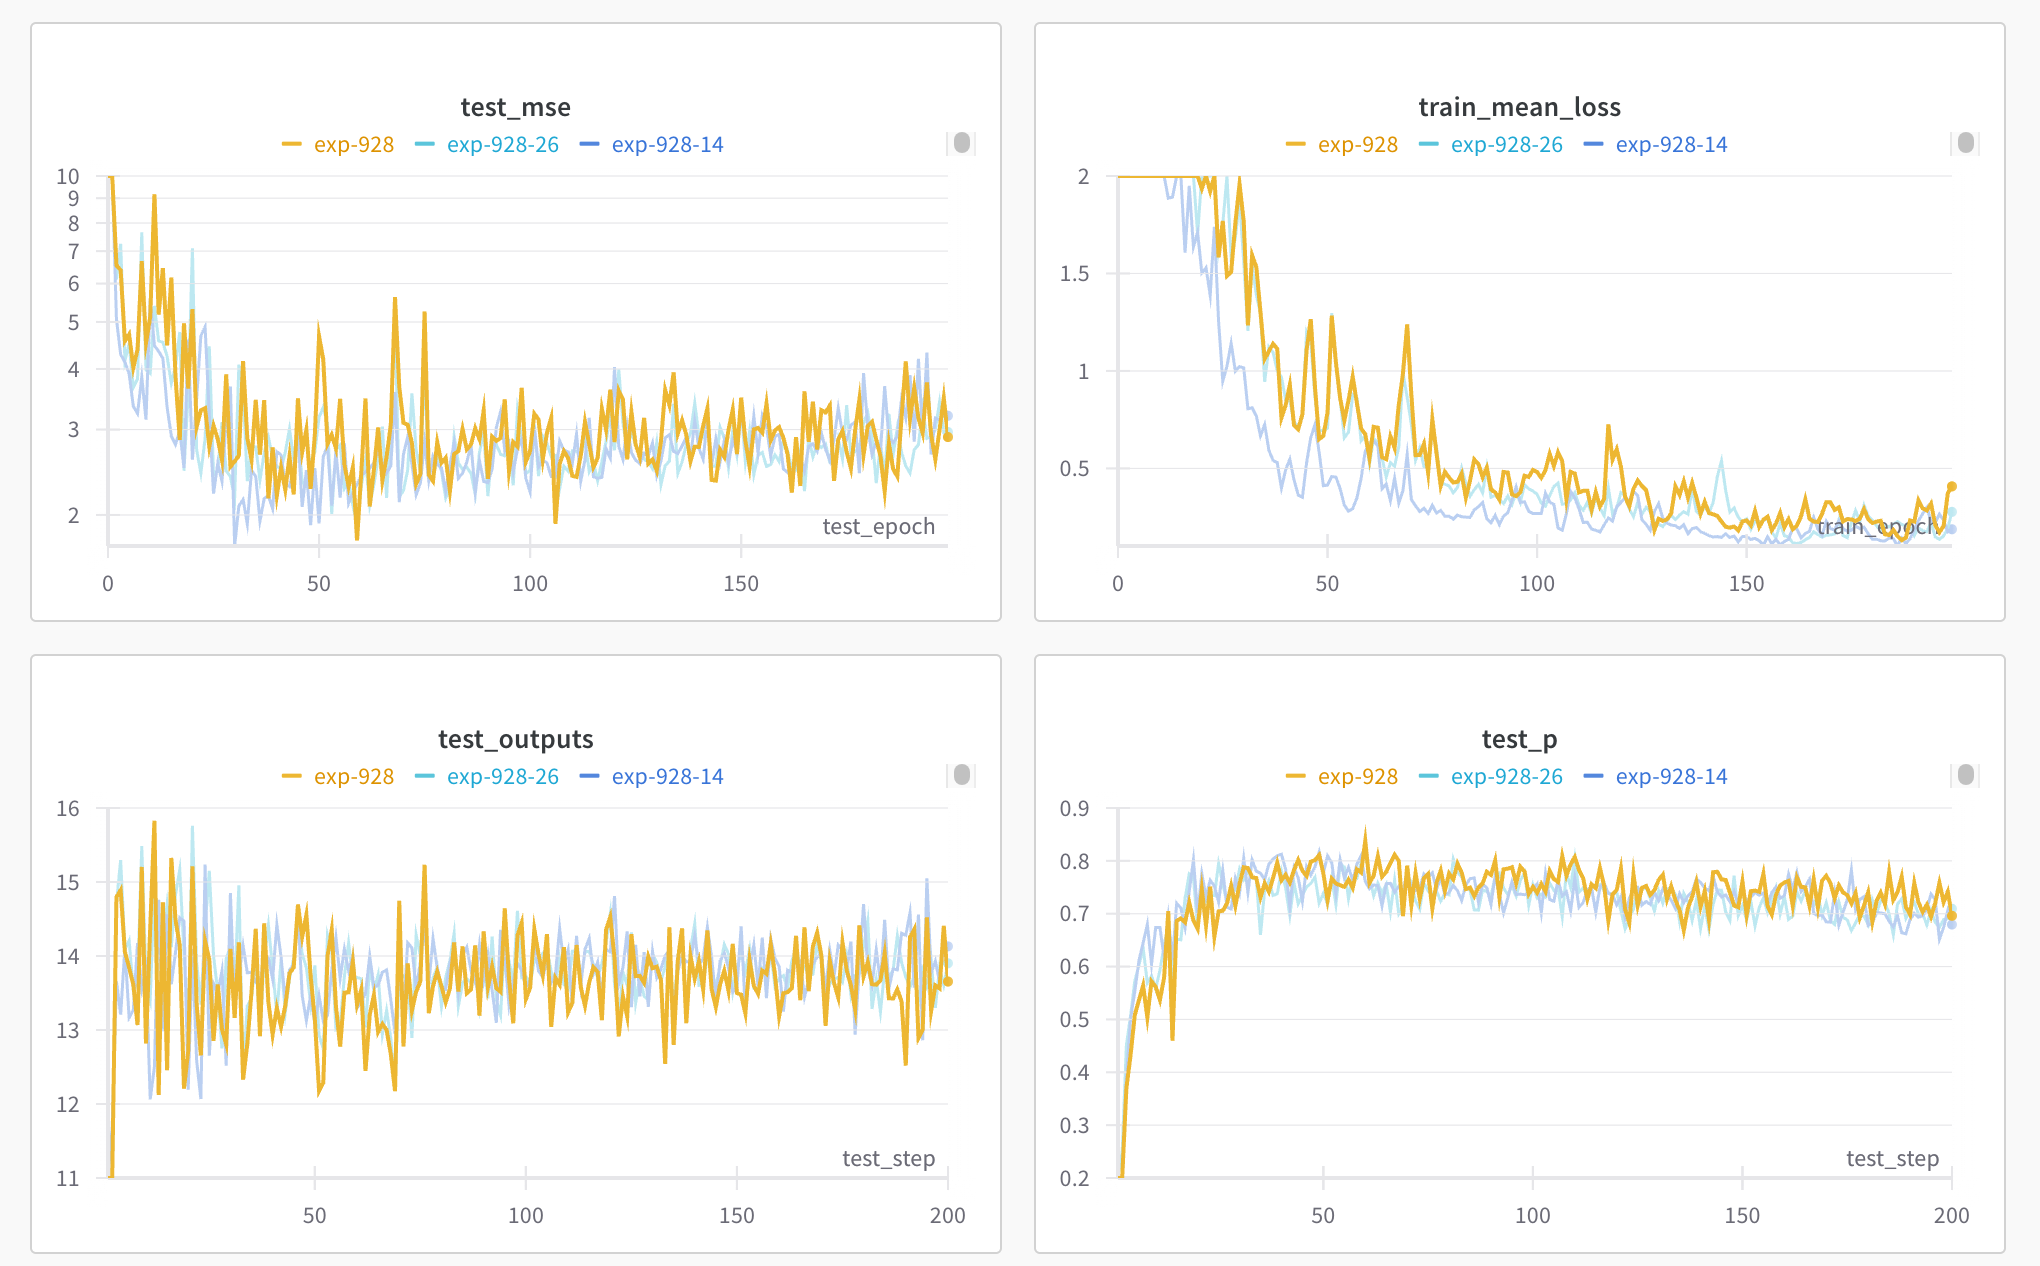 test_mse
exp-928 exp-928-26 exp-928-14
10
9
8
7
6
5
4
3
2
test_epoch
0 50 100 150
train_mean_loss
exp-928 exp-928-26 exp-928-14
2
1.5
1
0.5
train_epoch
0 50 100 150
test_outputs
exp-928 exp-928-26 exp-928-14
16
15
14
13
12
11
test_step
50 100 150 200
test_p
exp-928 exp-928-26 exp-928-14
0.9
0.8
0.7
0.6
0.5
0.4
0.3
0.2
test_step
50 100 150 200